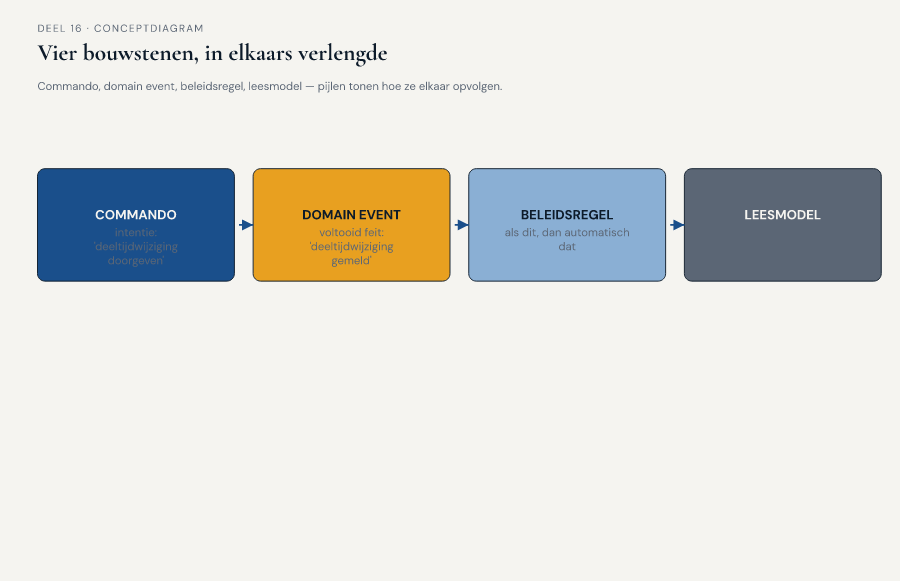 DEEL 16 · CONCEPTDIAGRAM
Vier bouwstenen, in elkaars verlengde
Commando, domain event, beleidsregel, leesmodel — pijlen tonen hoe ze elkaar opvolgen.
COMMANDO
intentie:
'deeltijdwijziging
doorgeven'
DOMAIN EVENT
voltooid feit:
'deeltijdwijziging
gemeld'
BELEIDSREGEL
als dit, dan automatisch
dat
LEESMODEL